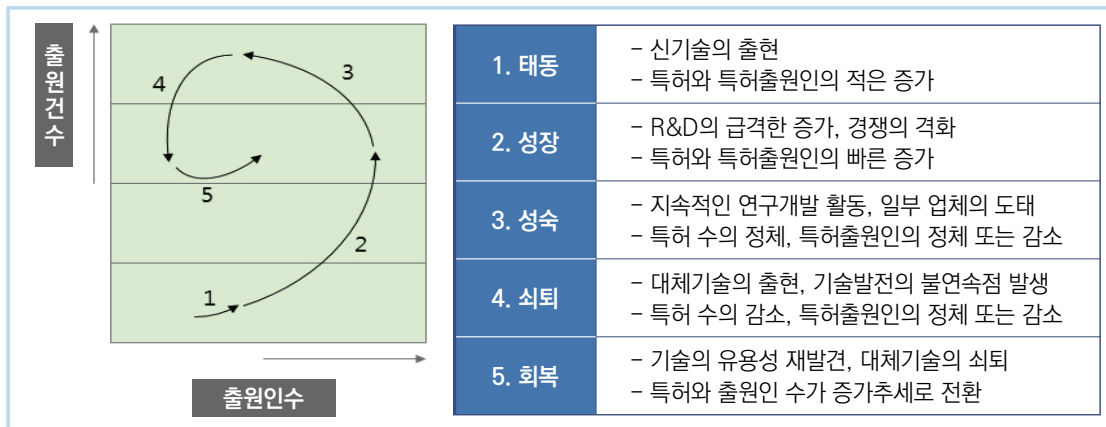 출원건수
4
3
5
2
1
출원인수
1. 태동
– 신기술의 출현
– 특허와 특허출원인의 적은 증가
2. 성장
– R&D의 급격한 증가, 경쟁의 격화
– 특허와 특허출원인의 빠른 증가
3. 성숙
– 지속적인 연구개발 활동, 일부 업체의 도태
– 특허 수의 정체, 특허출원인의 정체 또는 감소
4. 쇠퇴
– 대체기술의 출현, 기술발전의 불연속점 발생
– 특허 수의 감소, 특허출원인의 정체 또는 감소
5. 회복
– 기술의 유용성 재발견, 대체기술의 쇠퇴
– 특허와 출원인 수가 증가추세로 전환